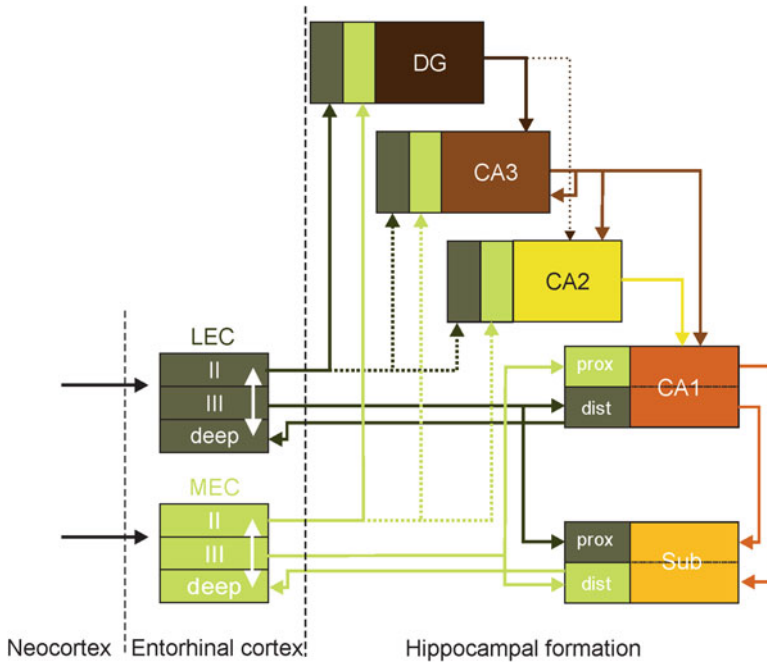 DG
CA3
CA2
LEC
II
III
deep
prox
dist
CA1
MEC
II
III
deep
prox
dist
Sub
Neocortex
Entorhinal cortex
Hippocampal formation